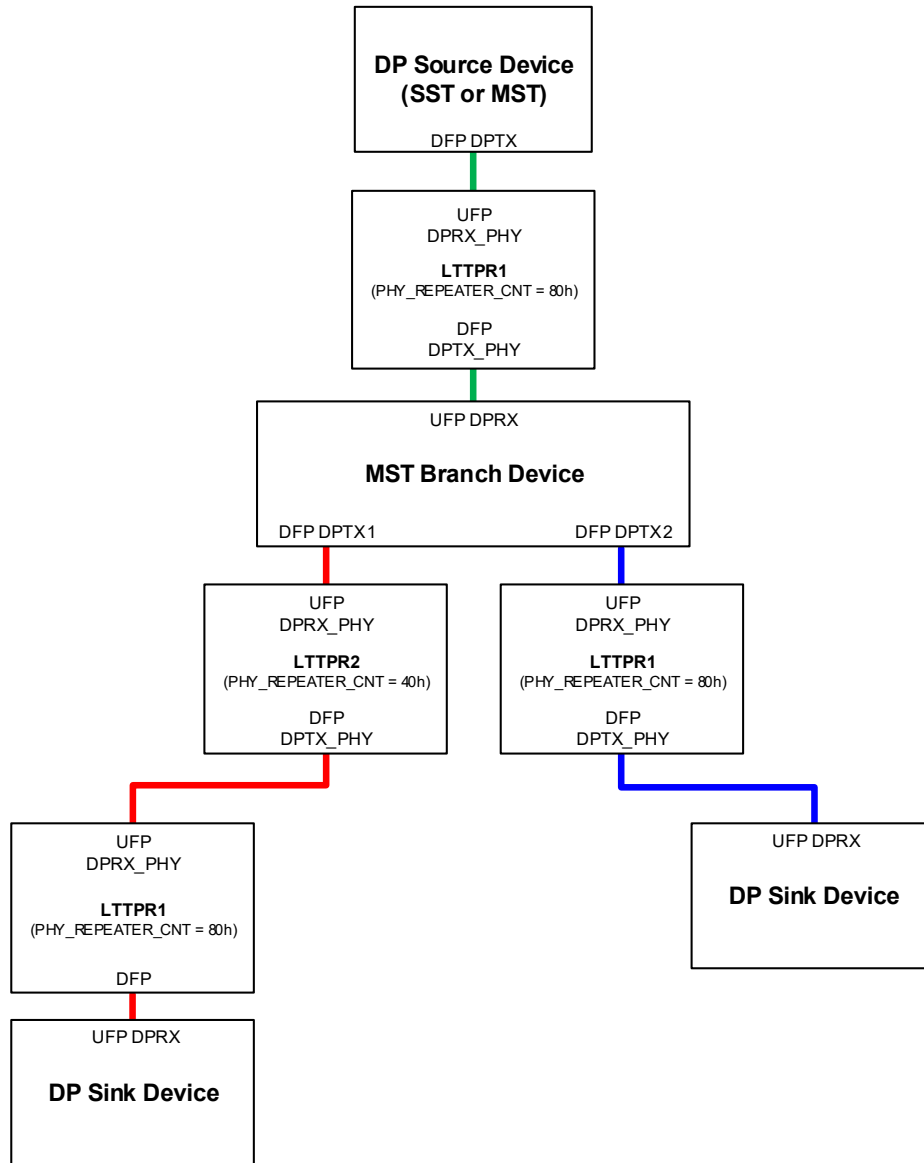 DP Source Device
(SST or MST)
DFP DPTX
UFP
DPRX_PHY
LTTPR1
(PHY_REPEATER_CNT = 80h)
DFP
DPTX_PHY
UFP DPRX
MST Branch Device
DFP DPTX1
DFP DPTX2
UFP
DPRX_PHY
LTTPR2
(PHY_REPEATER_CNT = 40h)
DFP
DPTX_PHY
UFP
DPRX_PHY
LTTPR1
(PHY_REPEATER_CNT = 80h)
DFP
DPTX_PHY
UFP
DPRX_PHY
LTTPR1
(PHY_REPEATER_CNT = 80h)
DFP
UFP DPRX
DP Sink Device
UFP DPRX
DP Sink Device